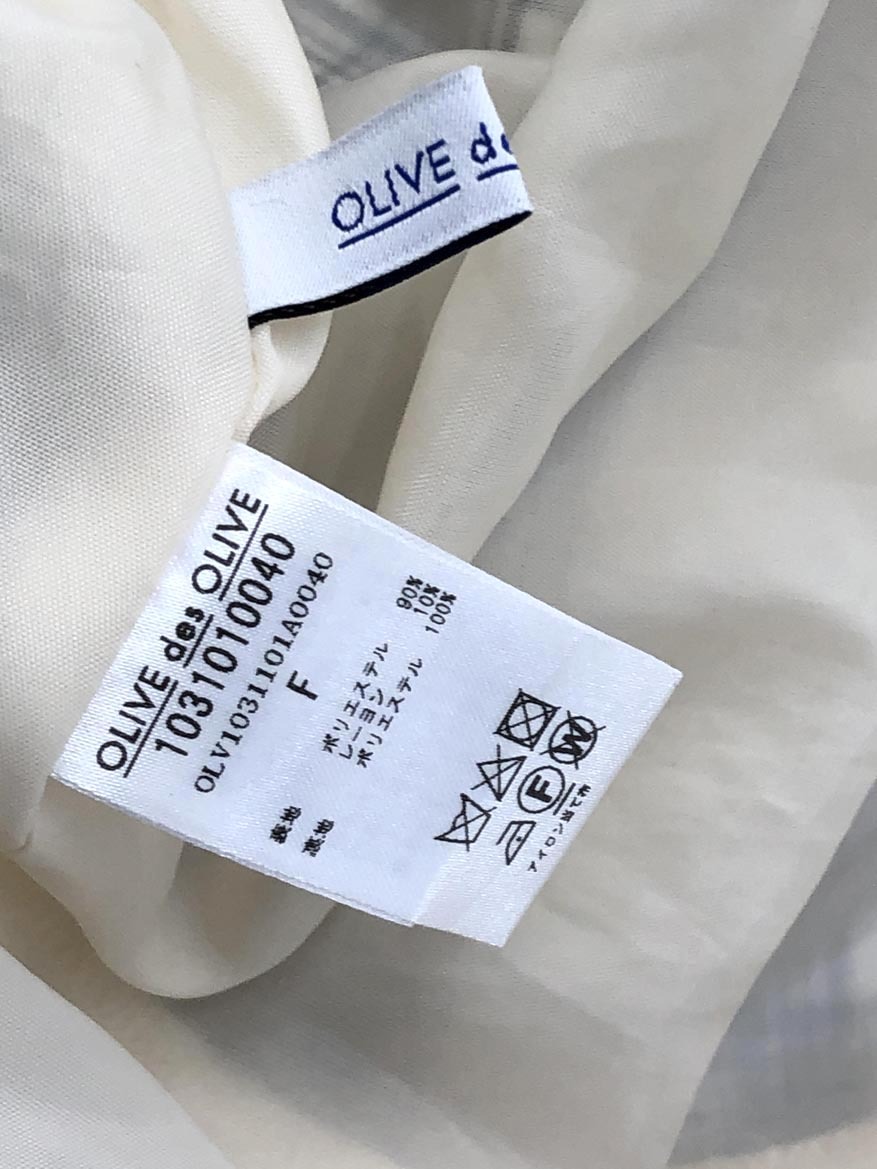 OLIVE de
OLIVE des OLIVE
1031010040
OLV1031101A0040
F
表地 ポリエステル 90%
レーヨン 10%
裏地 ポリエステル 100%
F
W
アイロン当て布